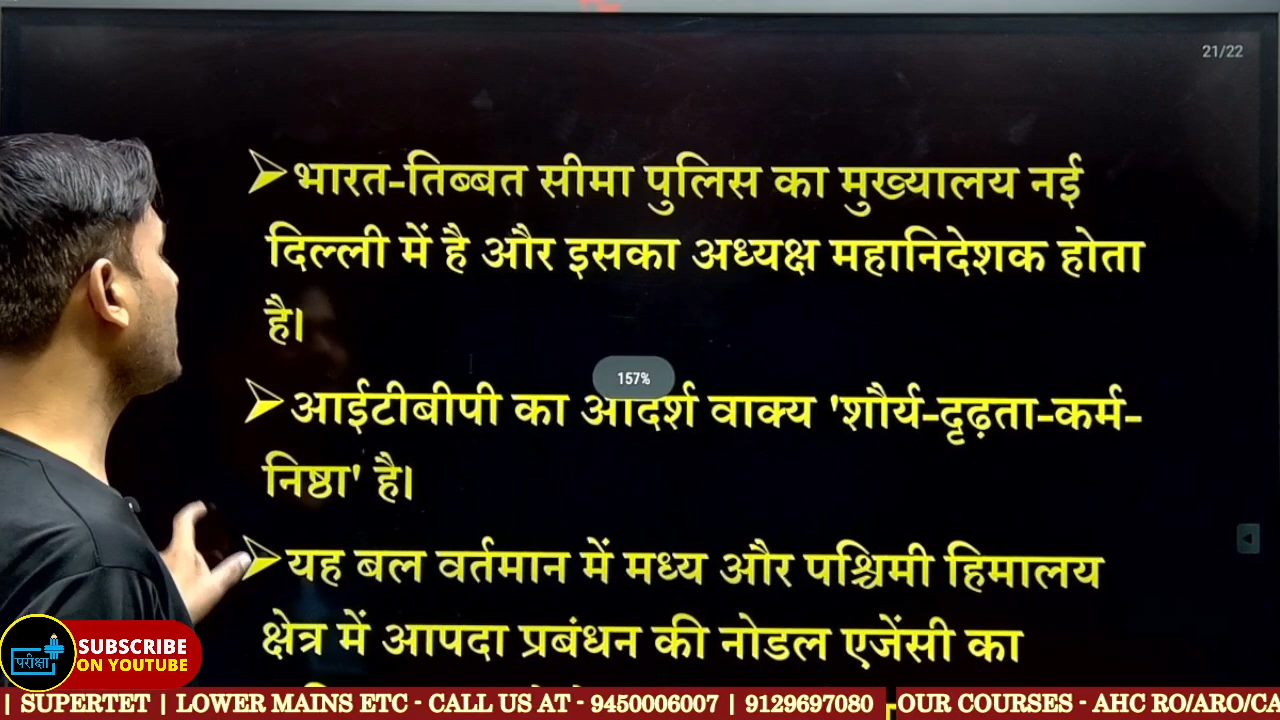 21/22
➢भारत-तिब्बत सीमा पुलिस का मुख्यालय नई
दिल्ली में है और इसका अध्यक्ष महानिदेशक होता
है।
157%
➢आईटीबीपी का आदर्श वाक्य 'शौर्य-दृढ़ता-कर्म-
निष्ठा' है।
➢यह बल वर्तमान में मध्य और पश्चिमी हिमालय
क्षेत्र में आपदा प्रबंधन की नोडल एजेंसी का
परीक्षा
SUBSCRIBE
ON YOUTUBE
| SUPERTET | LOWER MAINS ETC - CALL US AT - 9450006007 | 9129697080 OUR COURSES - AHC RO/ARO/CA